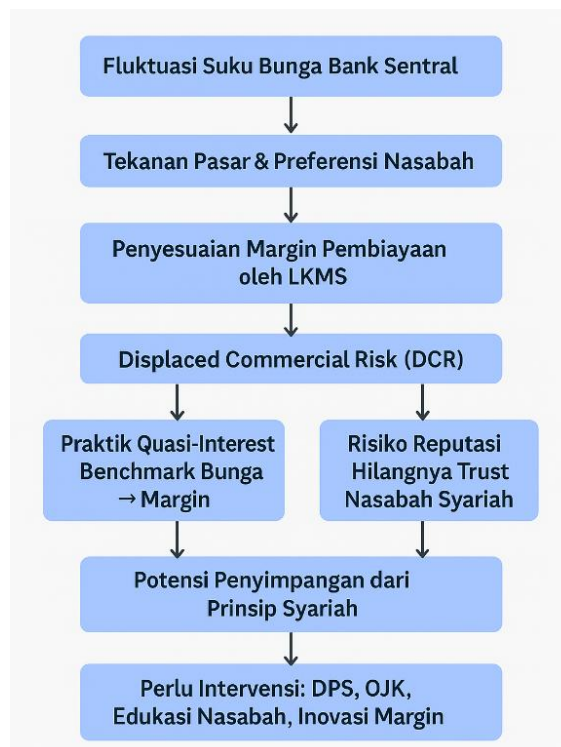 Fluktuasi Suku Bunga Bank Sentral
Tekanan Pasar & Preferensi Nasabah
Penyesuaian Margin Pembiayaan
oleh LKMS
Displaced Commercial Risk (DCR)
Praktik Quasi-Interest
Benchmark Bunga
→ Margin
Risiko Reputasi
Hilangnya Trust
Nasabah Syariah
Potensi Penyimpangan dari
Prinsip Syariah
Perlu Intervensi: DPS, OJK,
Edukasi Nasabah, Inovasi Margin